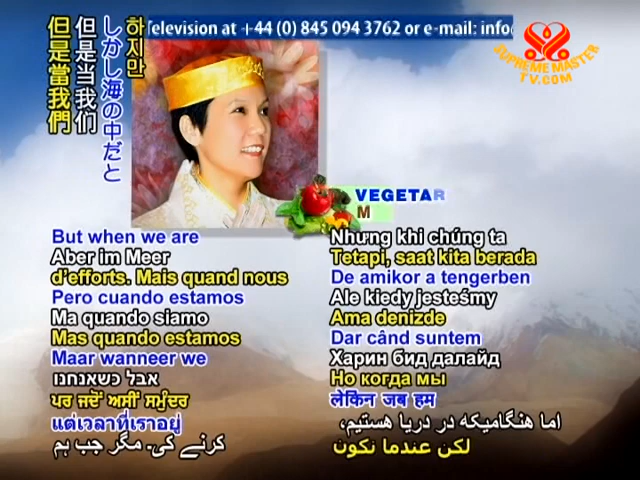 Television at +44 (0) 845 094 3762 or e-mail: info
SUPREME MASTER
TV.COM
하지만
しかし海の中だと
但是当我们
但是當我們
VEGETAR
M
But when we are
Aber im Meer
d'efforts. Mais quand nous
Pero cuando estamos
Ma quando siamo
Mas quando estamos
Maar wanneer we
אבל כשאנחנו
ਪਰ ਜਦੋਂ ਅਸੀਂ ਸਮੁੰਦਰ
แต่เวลาที่เราอยู่
کرنے کی۔ مگر جب ہم
Nhưng khi chúng ta
Tetapi, saat kita berada
De amikor a tengerben
Ale kiedy jesteśmy
Ama denizde
Dar când suntem
Харин бид далайд
Но когда мы
लेकिन जब हम
اما هنگامیکه در دریا هستیم،
لكن عندما نكون